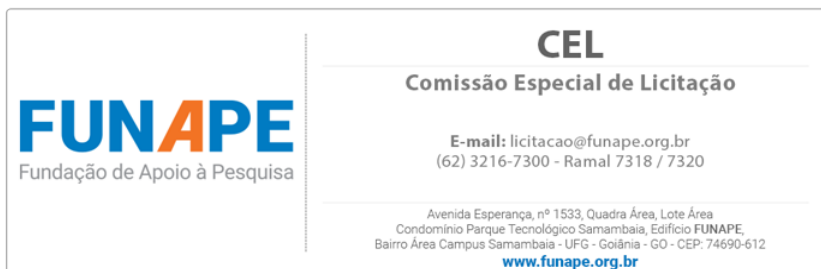 FUNAPE
Fundação de Apoio à Pesquisa
CEL
Comissão Especial de Licitação
E-mail: licitacao@funape.org.br
(62) 3216-7300 - Ramal 7318 / 7320
Avenida Esperança, nº 1533, Quadra Área, Lote Área
Condomínio Parque Tecnológico Samambaia, Edifício FUNAPE,
Bairro Área Campus Samambaia - UFG - Goiânia - GO - CEP: 74690-612
www.funape.org.br